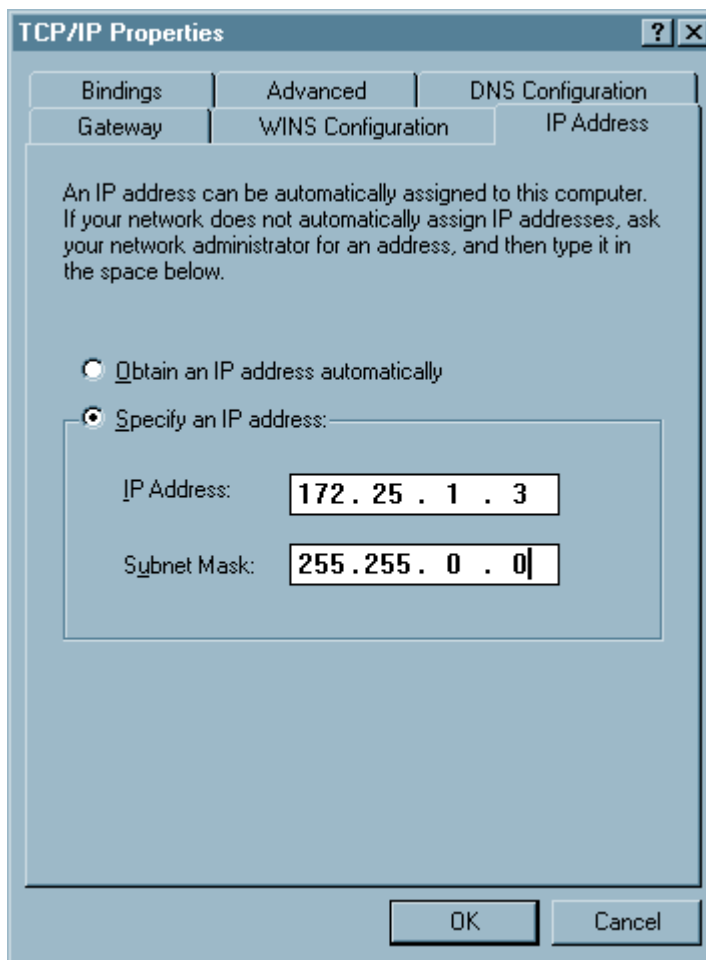 TCP/IP Properties
Bindings Advanced DNS Configuration
Gateway WINS Configuration IP Address
An IP address can be automatically assigned to this computer.
If your network does not automatically assign IP addresses, ask
your network administrator for an address, and then type it in
the space below.
Obtain an IP address automatically
Specify an IP address:
IP Address: 172. 25 . 1 . 3
Subnet Mask: 255.255. 0 . 0
OK Cancel